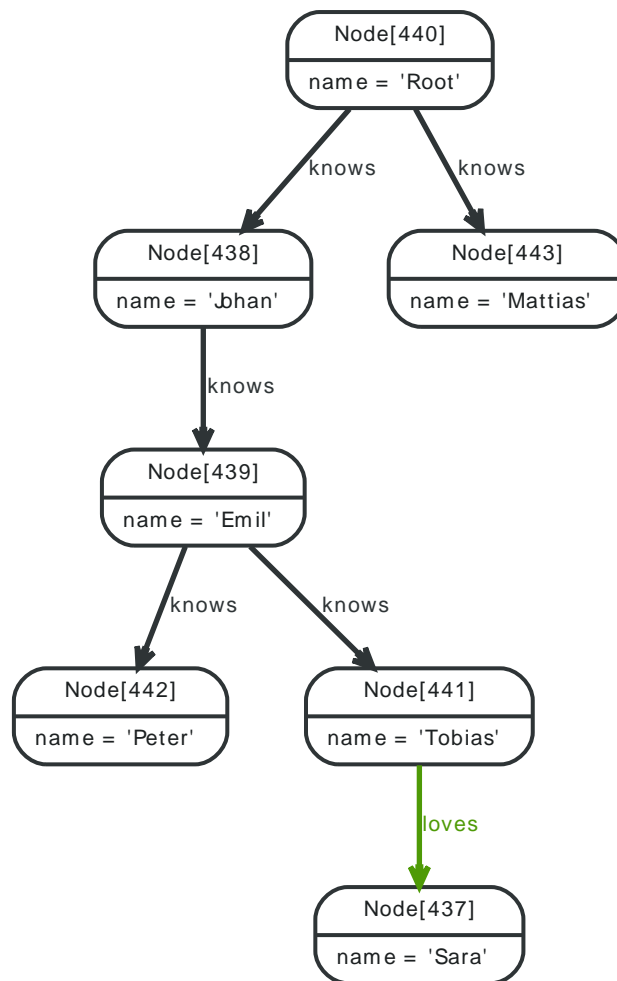 Node[440]
name = 'Root'
knows
knows
Node[438]
name = 'Johan'
Node[443]
name = 'Mattias'
knows
Node[439]
name = 'Emil'
knows
knows
Node[442]
name = 'Peter'
Node[441]
name = 'Tobias'
loves
Node[437]
name = 'Sara'